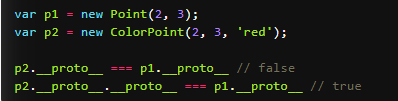 var p1 = new Point(2, 3);
var p2 = new ColorPoint(2, 3, 'red');
p2.__proto__ === p1.__proto__ // false
p2.__proto__.__proto__ === p1.__proto__ // true